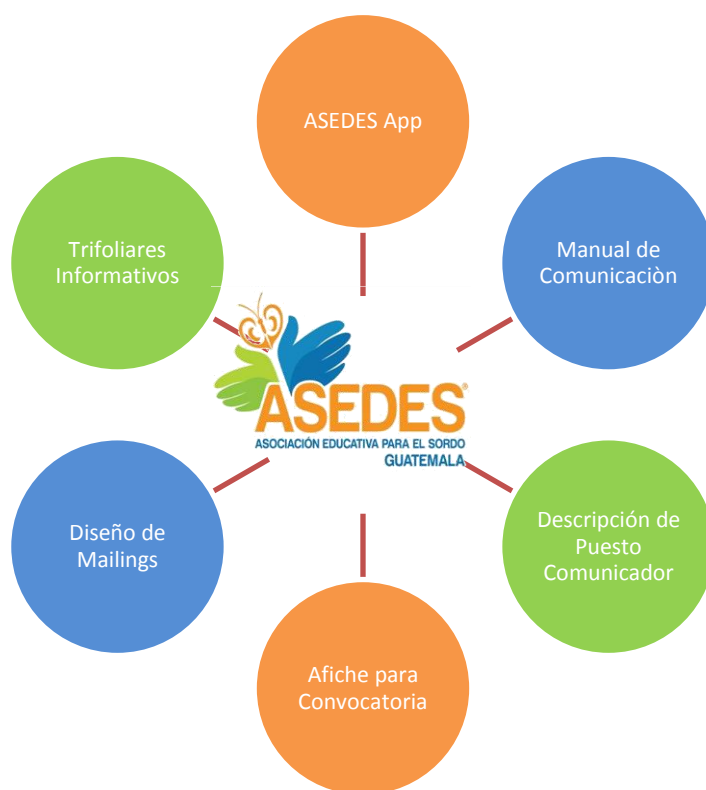 ASEDES App
Trifoliares
Informativos
Manual de
Comunicaciòn
ASEDES®
ASOCIACIÓN EDUCATIVA PARA EL SORDO
GUATEMALA
Diseño de
Mailings
Descripción de
Puesto
Comunicador
Afiche para
Convocatoria